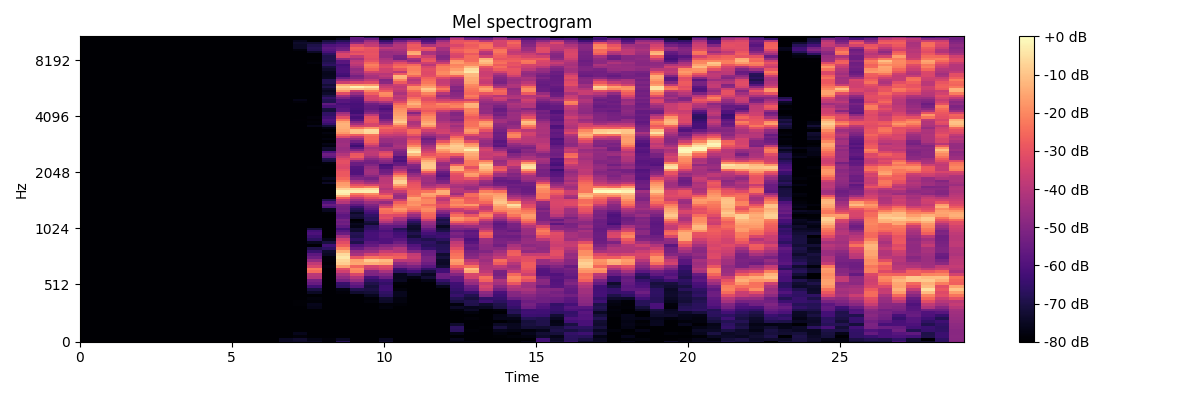 Mel spectrogram
Hz
8192
4096
2048
1024
512
0
0 5 10 15 20 25
Time
+0 dB
-10 dB
-20 dB
-30 dB
-40 dB
-50 dB
-60 dB
-70 dB
-80 dB